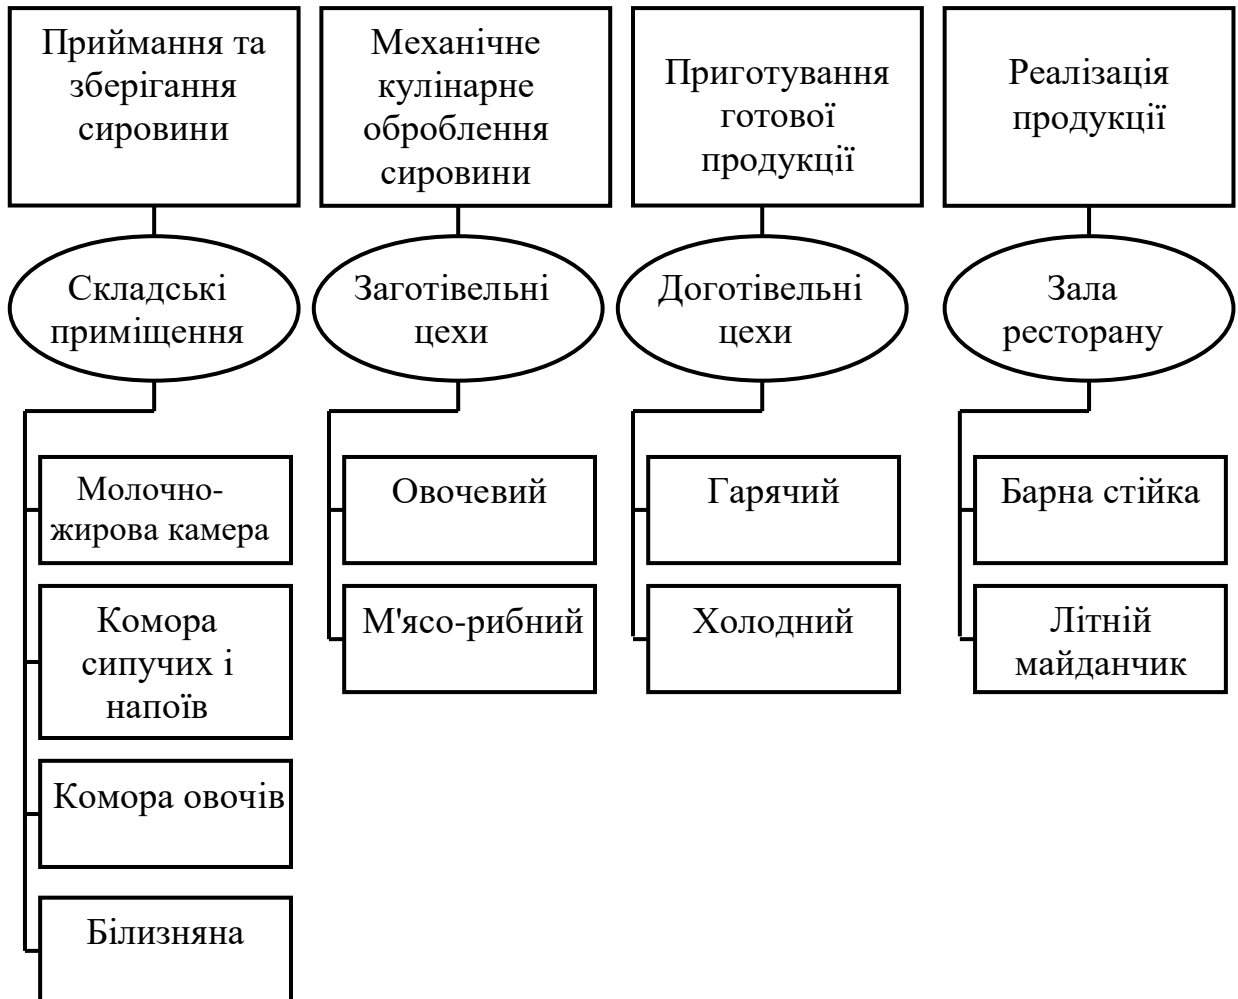 Приймання та
зберігання
сировини
Механічне
кулінарне
оброблення
сировини
Приготування
готової
продукції
Реалізація
продукції
Складські
приміщення
Заготівельні
цехи
Доготівельні
цехи
Зала
ресторану
Молочно-
жирова камера
Овочевий
Гарячий
Барна стійка
Комора
сипучих і
напоїв
М'ясо-рибний
Холодний
Літній
майданчик
Комора овочів
Білизняна